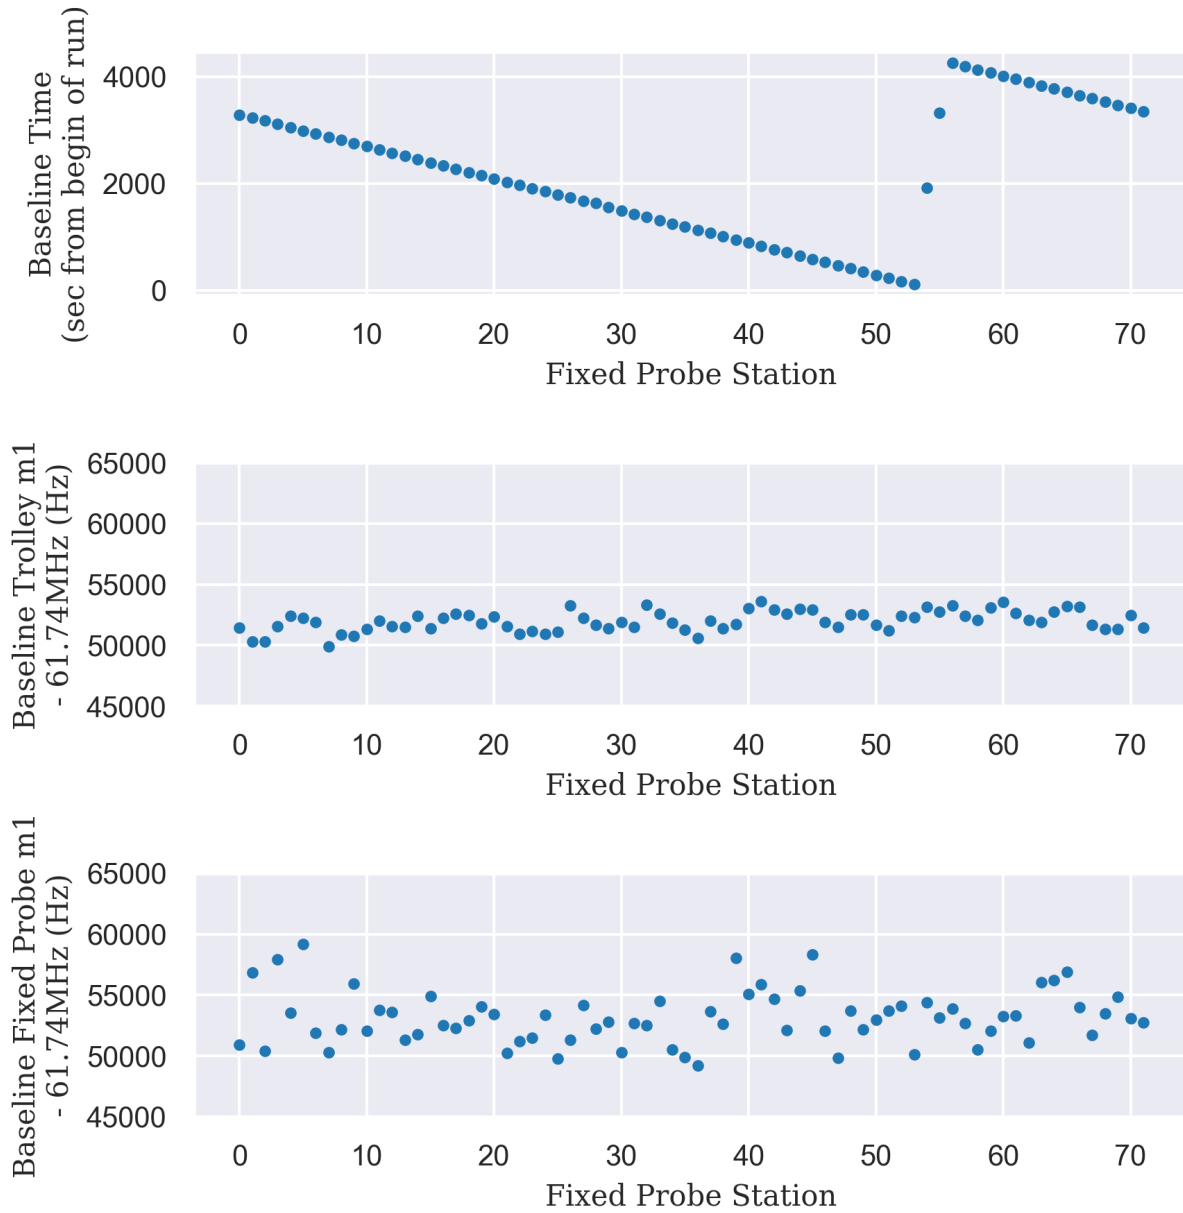 Baseline Time
(sec from begin of run)
4000
2000
0
0 10 20 30 40 50 60 70
Fixed Probe Station
Baseline Trolley m1
- 61.74MHz (Hz)
65000
60000
55000
50000
45000
0 10 20 30 40 50 60 70
Fixed Probe Station
Baseline Fixed Probe m1
- 61.74MHz (Hz)
65000
60000
55000
50000
45000
0 10 20 30 40 50 60 70
Fixed Probe Station